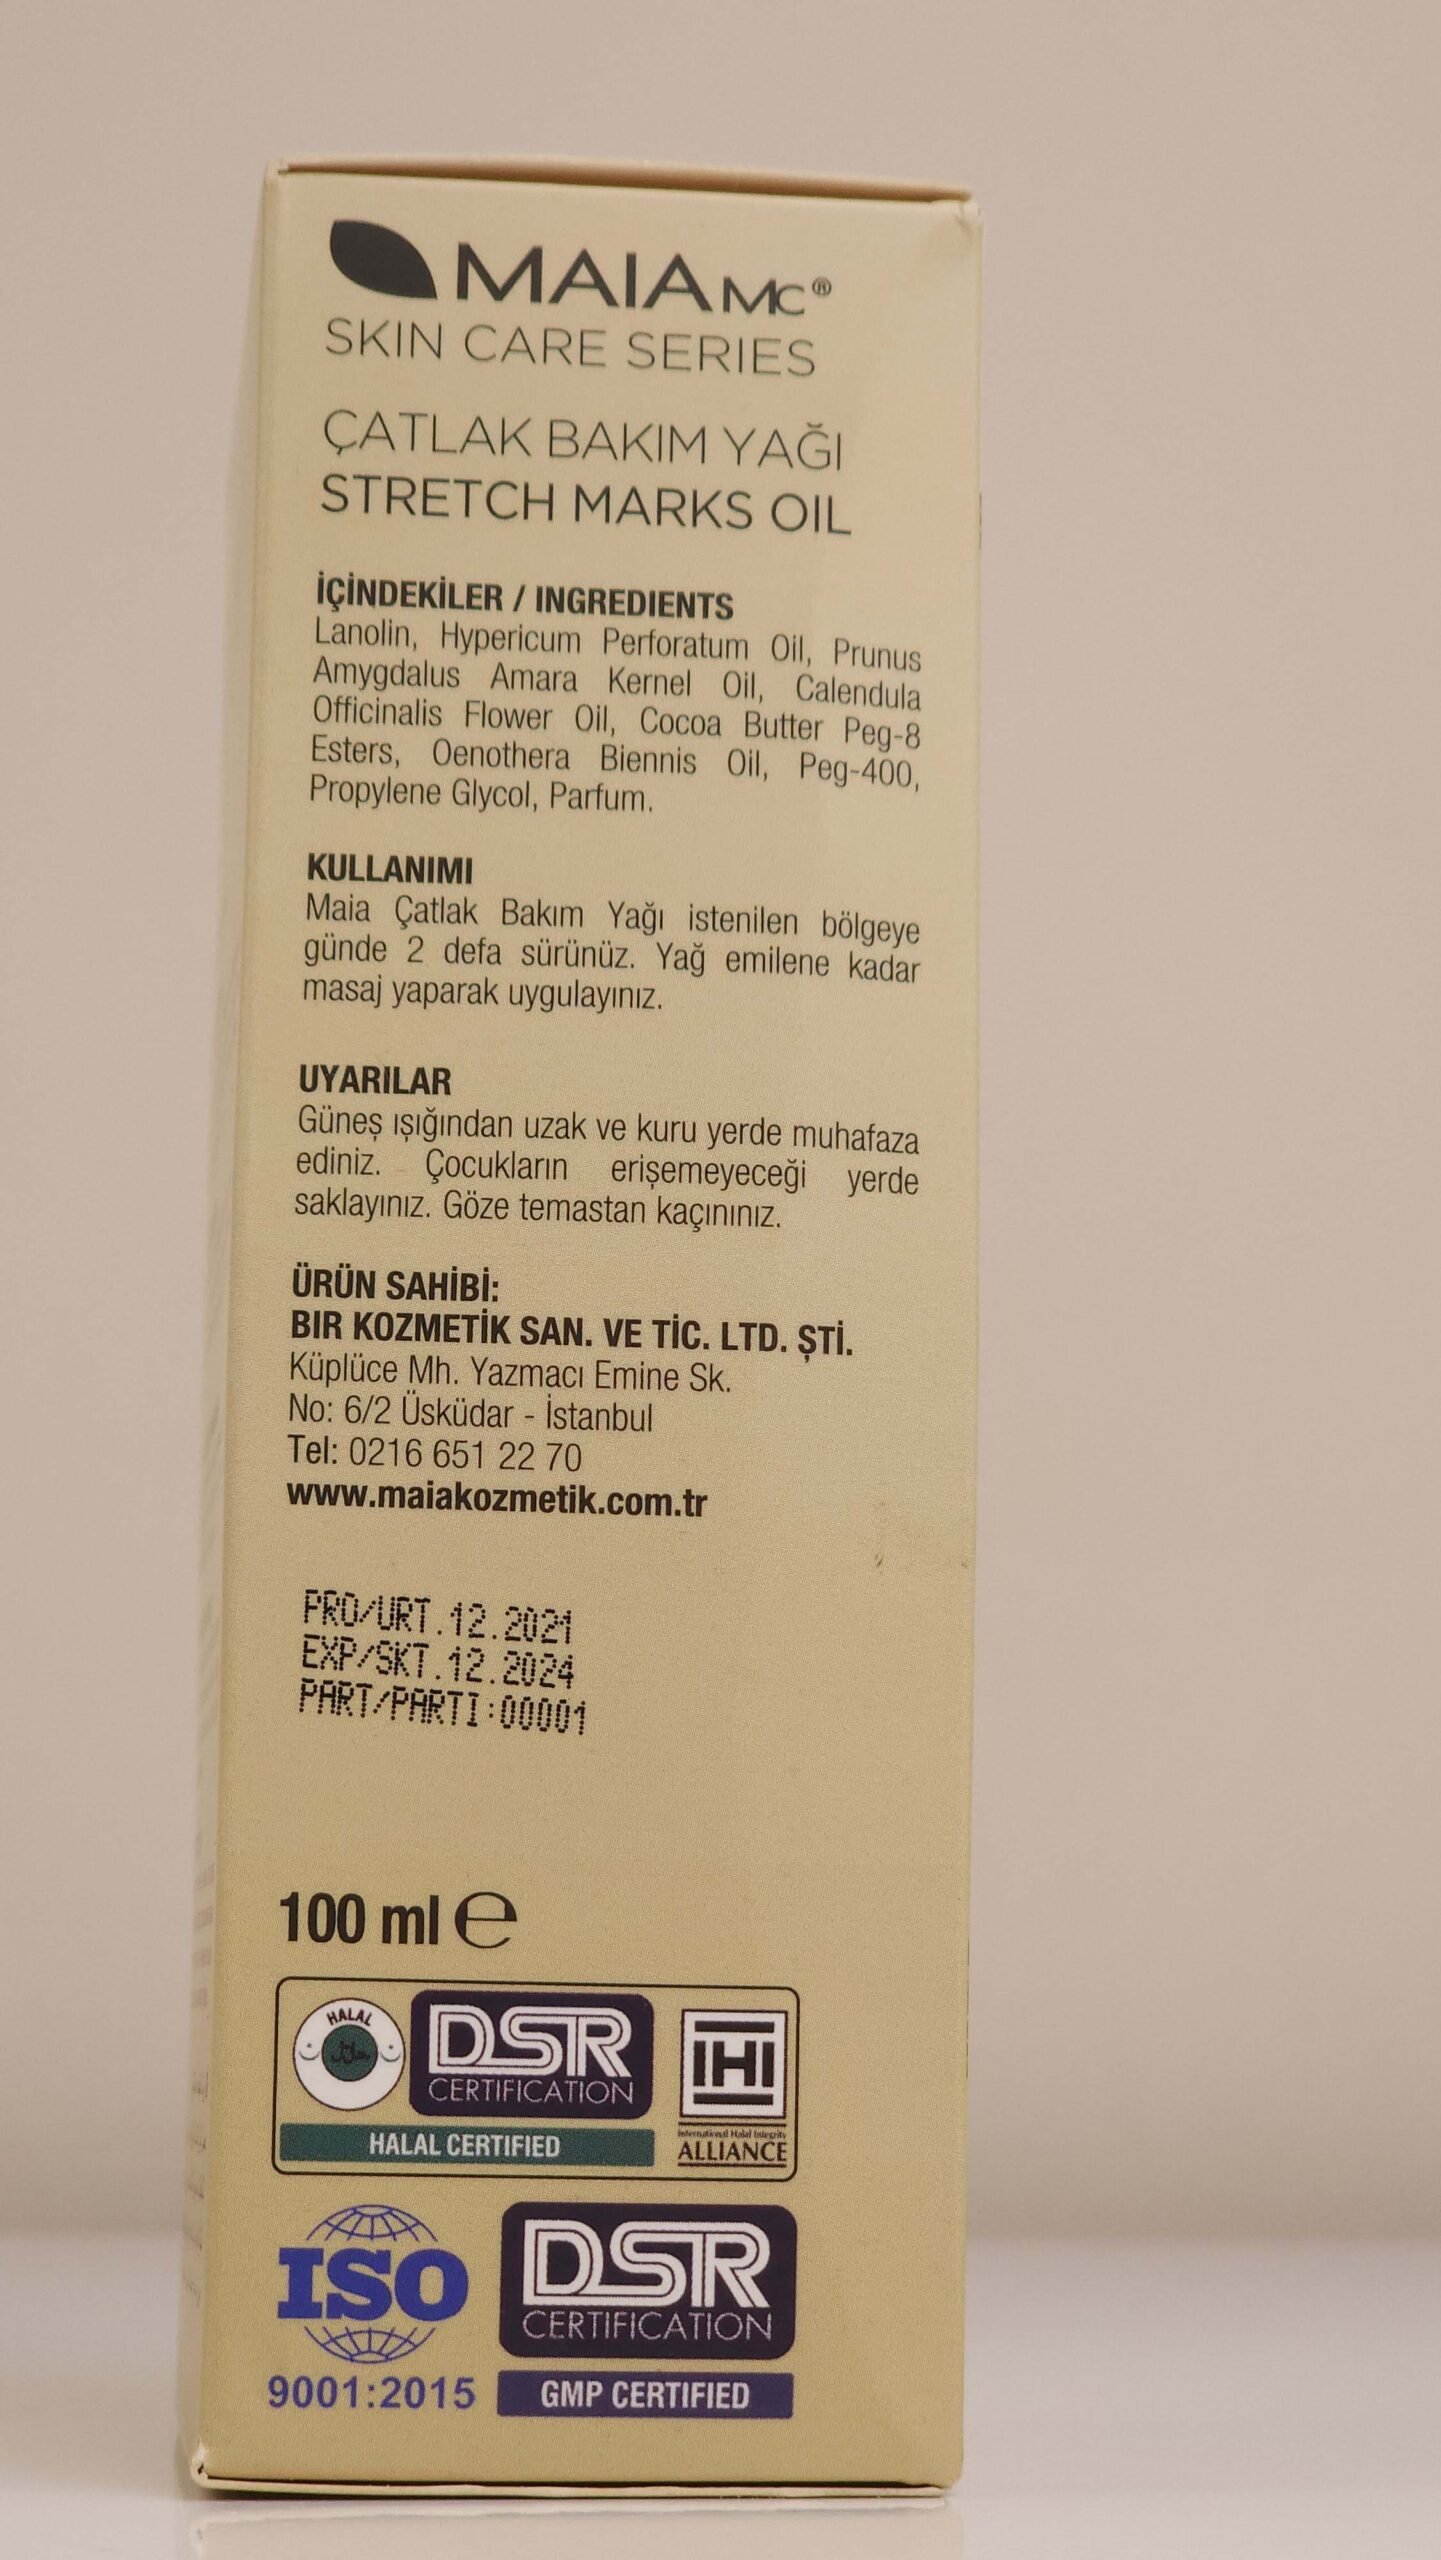 MAIA MC®
SKIN CARE SERIES
ÇATLAK BAKIM YAĞI
STRETCH MARKS OIL
İÇİNDEKİLER / INGREDIENTS
Lanolin, Hypericum Perforatum Oil, Prunus
Amygdalus Amara Kernel Oil, Calendula
Officinalis Flower Oil, Cocoa Butter Peg-8
Esters, Oenothera Biennis Oil, Peg-400,
Propylene Glycol, Parfum.
KULLANIMI
Maia Çatlak Bakım Yağı istenilen bölgeye
günde 2 defa sürünüz. Yağ emilene kadar
masaj yaparak uygulayınız.
UYARILAR
Güneş ışığından uzak ve kuru yerde muhafaza
ediniz. Çocukların erişemeyeceği yerde
saklayınız. Göze temastan kaçınınız.
ÜRÜN SAHİBİ:
BIR KOZMETİK SAN. VE TİC. LTD. ŞTİ.
Küplüce Mh. Yazmacı Emine Sk.
No: 6/2 Üsküdar - İstanbul
Tel: 0216 651 22 70
www.maiakozmetik.com.tr
PRO/URT.12.2021
EXP/SKT.12.2024
PART/PARTI:00001
100 ml ℮
HALAL
حلال
DSR
CERTIFICATION
HALAL CERTIFIED
IHI
International Halal Integrity
ALLIANCE
ISO
9001:2015
DSR
CERTIFICATION
GMP CERTIFIED